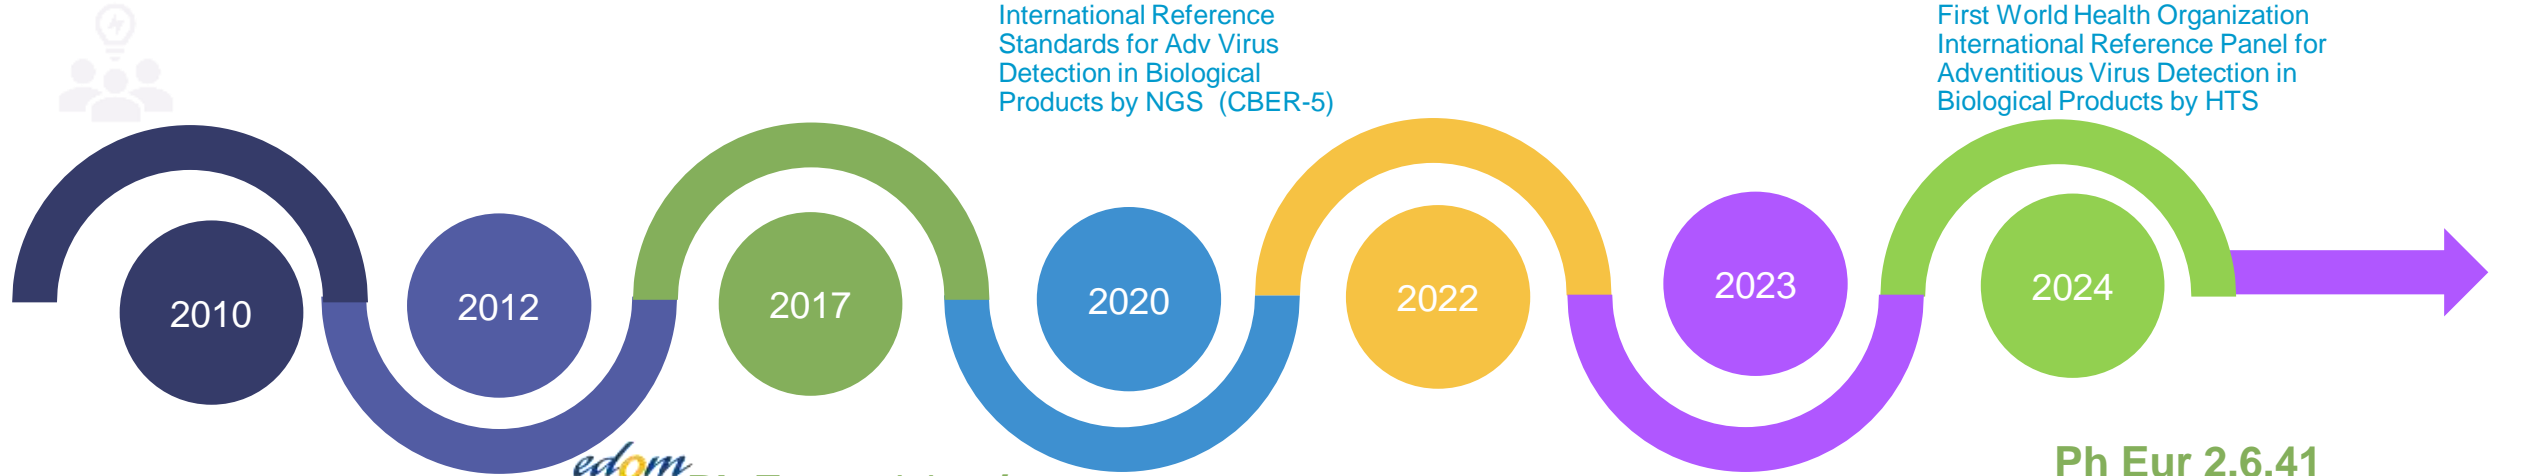 International Reference
Standards for Adv Virus
Detection in Biological
Products by NGS (CBER-5)
First World Health Organization
International Reference Panel for
Adventitious Virus Detection in
Biological Products by HTS
2010
2012
2017
2020
2022
2023
2024
edom
Ph Eur 2.6.41